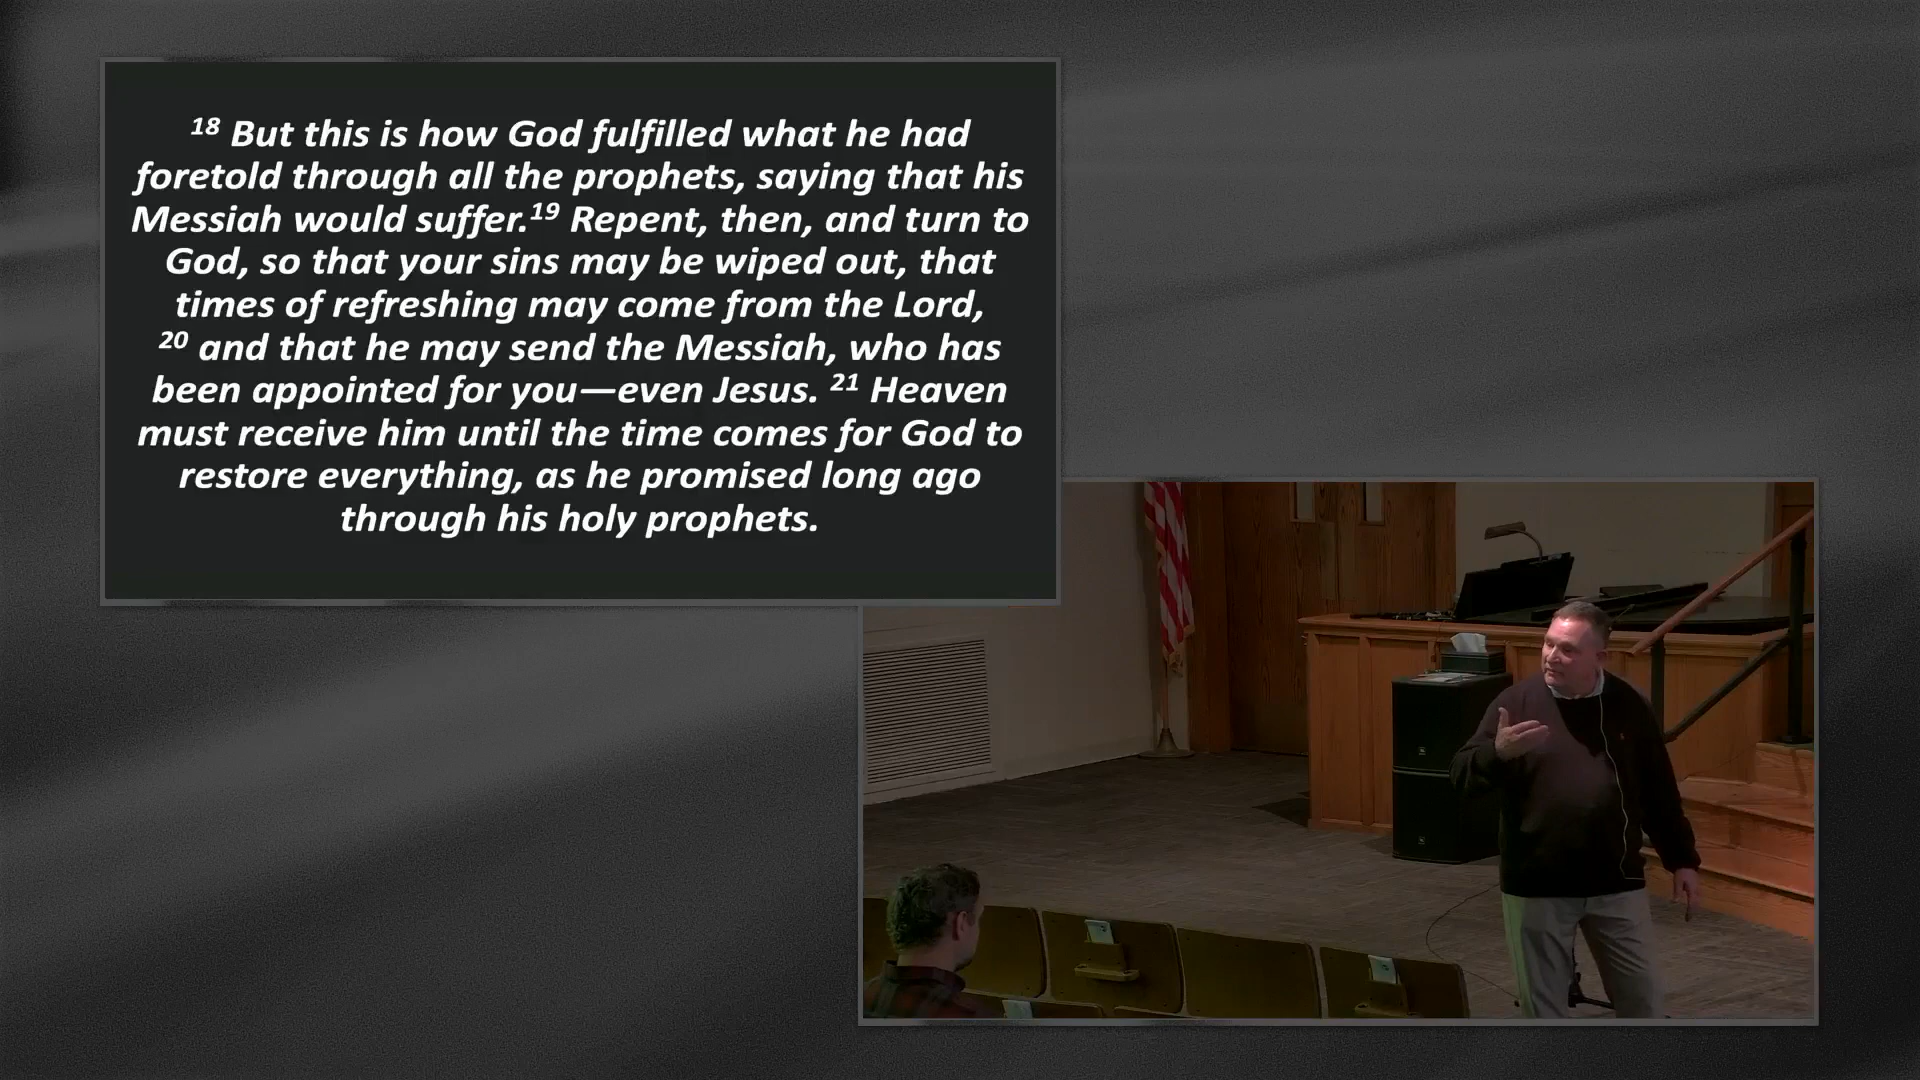 18 But this is how God fulfilled what he had
foretold through all the prophets, saying that his
Messiah would suffer.19 Repent, then, and turn to
God, so that your sins may be wiped out, that
times of refreshing may come from the Lord,
20 and that he may send the Messiah, who has
been appointed for you—even Jesus. 21 Heaven
must receive him until the time comes for God to
restore everything, as he promised long ago
through his holy prophets.